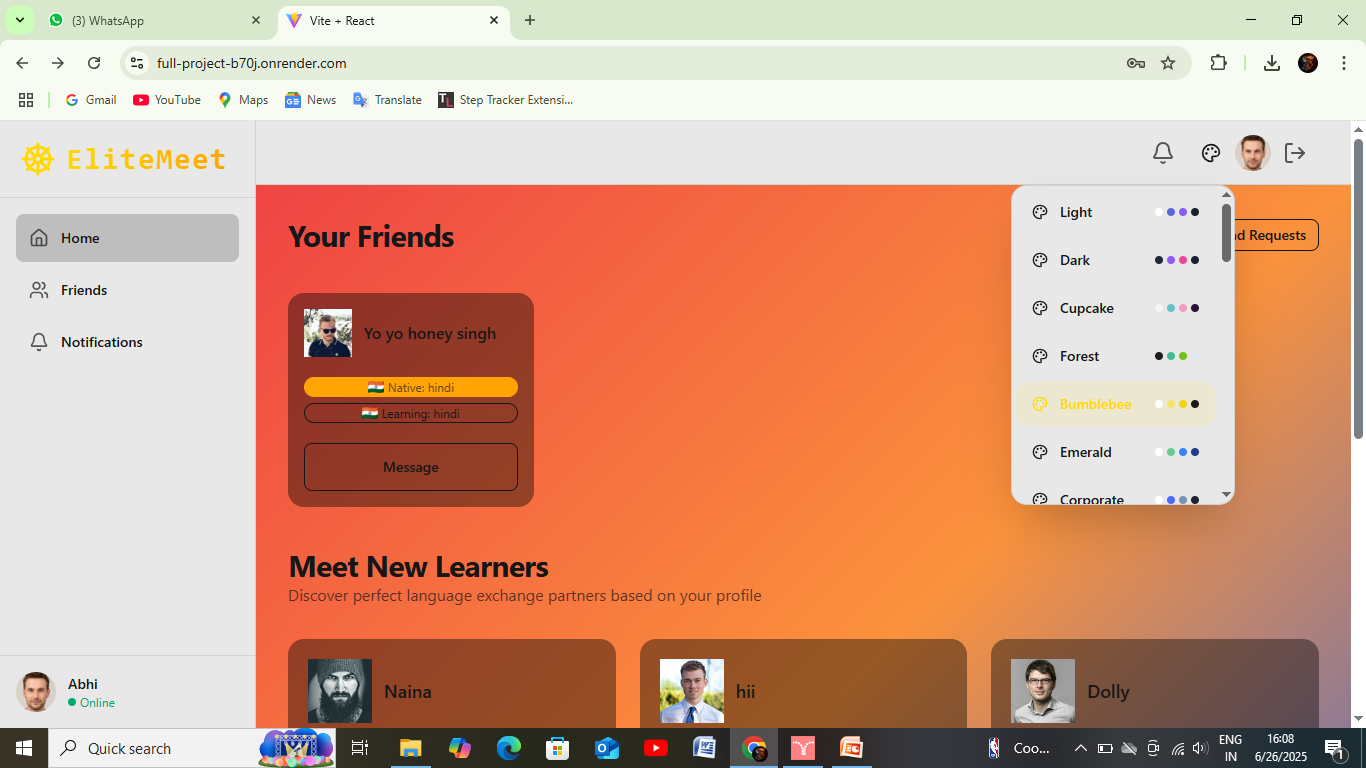 (3) WhatsApp
Vite + React
full-project-b70j.onrender.com
Gmail
YouTube
Maps
News
Translate
Step Tracker Extensi...
EliteMeet
Home
Friends
Notifications
Your Friends
Requests
Yo yo honey singh
Native: hindi
Learning: hindi
Message
Light
Dark
Cupcake
Forest
Bumblebee
Emerald
Corporate
Meet New Learners
Discover perfect language exchange partners based on your profile
Naina
hii
Dolly
Abhi
Online
Quick search
Coo...
ENG
IN
16:08
6/26/2025
1